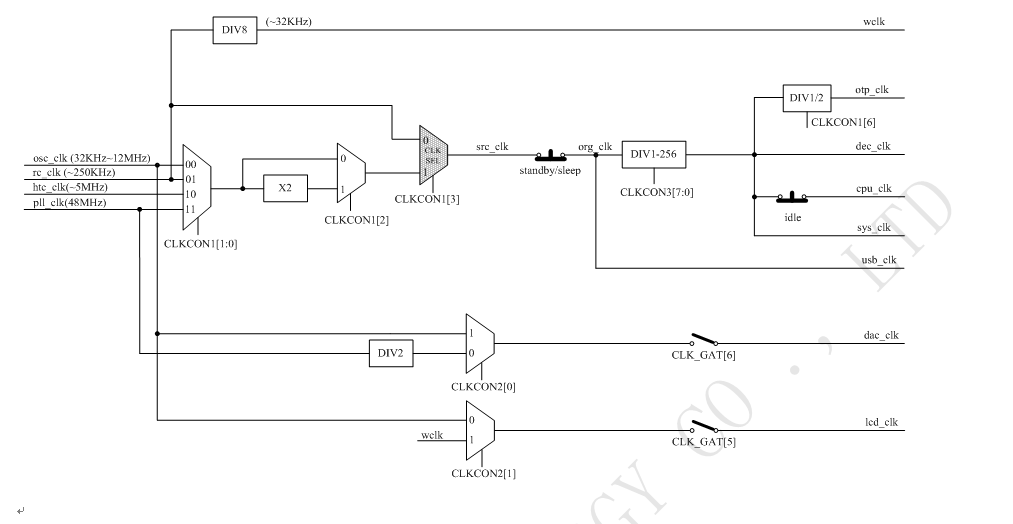 DIV8
(~32KHz)
wclk
DIV1/2
otp_clk
CLKCON1[6]
osc_clk (32KHz~12MHz)
00
rc_clk (~250KHz)
01
htc_clk(~5MHz)
10
pll_clk(48MHz)
11
CLKCON1[1:0]
X2
0
1
CLKCON1[2]
0
CLK
SEL
1
CLKCON1[3]
src_clk
standby/sleep
org_clk
DIV1-256
CLKCON3[7:0]
dec_clk
cpu_clk
idle
sys_clk
usb_clk
DIV2
1
0
CLKCON2[0]
CLK_GAT[6]
dac_clk
wclk
0
1
CLKCON2[1]
CLK_GAT[5]
lcd_clk
GY CO ., LTD